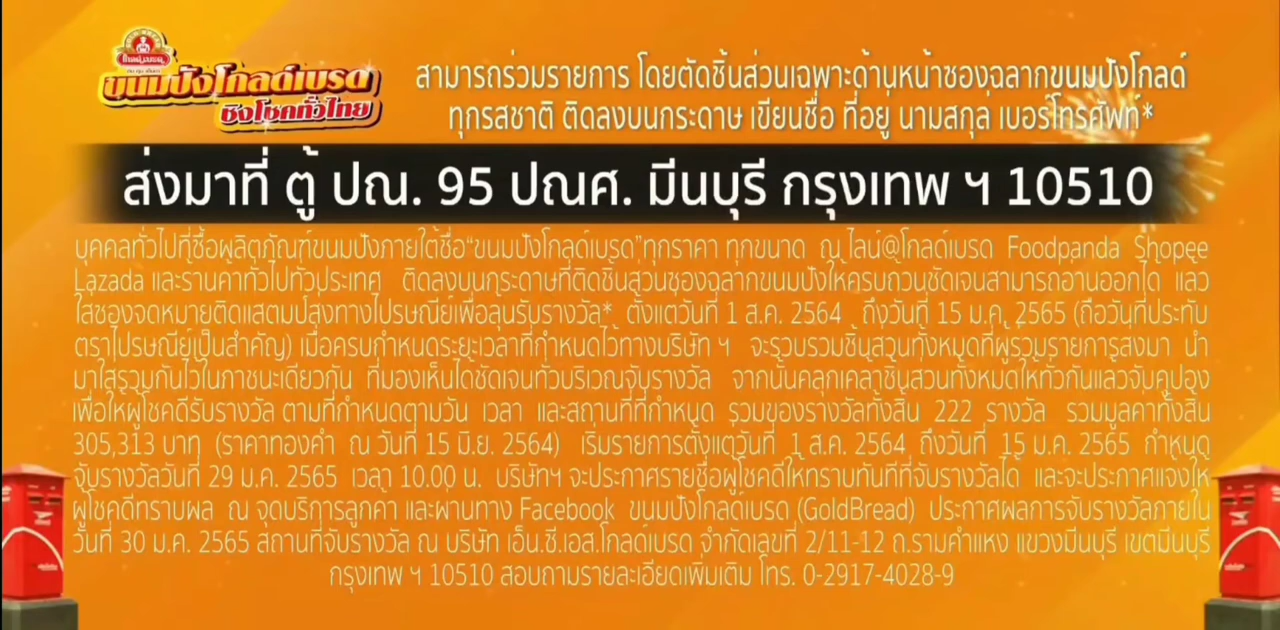 โกลด์เบรด
ขนมปังโกลด์เบรด
ชิงโชคทั่วไทย
สามารถร่วมรายการ โดยตัดชิ้นส่วนเฉพาะด้านหน้าซองฉลากขนมปังโกลด์
ทุกรสชาติ ติดลงบนกระดาษ เขียนชื่อ ที่อยู่ นามสกุล เบอร์โทรศัพท์*
ส่งมาที่ ตู้ ปณ. 95 ปณศ. มีนบุรี กรุงเทพ ฯ 10510
บุคคลทั่วไปที่ซื้อผลิตภัณฑ์ขนมปังภายใต้ชื่อ“ขนมปังโกลด์เบรด”ทุกราคา ทุกขนาด ณ ไลน์@โกลด์เบรด Foodpanda Shopee
Lazada และร้านค้าทั่วไปทั่วประเทศ ติดลงบนกระดาษที่ติดชิ้นส่วนซองฉลากขนมปังให้ครบถ้วนชัดเจนสามารถอ่านออกได้ แล้ว
ใส่ซองจดหมายติดแสตมป์ส่งทางไปรษณีย์เพื่อลุ้นรับรางวัล* ตั้งแต่วันที่ 1 ส.ค. 2564 ถึงวันที่ 15 ม.ค. 2565 (ถือวันที่ประทับ
ตราไปรษณีย์เป็นสำคัญ) เมื่อครบกำหนดระยะเวลาที่กำหนดไว้ทางบริษัท ฯ จะรวบรวมชิ้นส่วนทั้งหมดที่ผู้ร่วมรายการส่งมา นำ
มาใส่รวมกันไว้ในภาชนะเดียวกัน ที่มองเห็นได้ชัดเจนทั่วบริเวณจับรางวัล จากนั้นคลุกเคล้าชิ้นส่วนทั้งหมดให้ทั่วกันแล้วจับคูปอง
เพื่อให้ผู้โชคดีรับรางวัล ตามที่กำหนดตามวัน เวลา และสถานที่ที่กำหนด รวมของรางวัลทั้งสิ้น 222 รางวัล รวมมูลค่าทั้งสิ้น
305,313 บาท (ราคาทองคำ ณ วันที่ 15 มิ.ย. 2564) เริ่มรายการตั้งแต่วันที่ 1 ส.ค. 2564 ถึงวันที่ 15 ม.ค. 2565 กำหนด
จับรางวัลวันที่ 29 ม.ค. 2565 เวลา 10.00 น. บริษัทฯ จะประกาศรายชื่อผู้โชคดีให้ทราบทันทีที่จับรางวัลได้ และจะประกาศแจ้งให้
ผู้โชคดีทราบผล ณ จุดบริการลูกค้า และผ่านทาง Facebook ขนมปังโกลด์เบรด (GoldBread) ประกาศผลการจับรางวัลภายใน
วันที่ 30 ม.ค. 2565 สถานที่จับรางวัล ณ บริษัท เอ็น.ซี.เอส.โกลด์เบรด จำกัดเลขที่ 2/11-12 ถ.รามคำแหง แขวงมีนบุรี เขตมีนบุรี
กรุงเทพ ฯ 10510 สอบถามรายละเอียดเพิ่มเติม โทร. 0-2917-4028-9